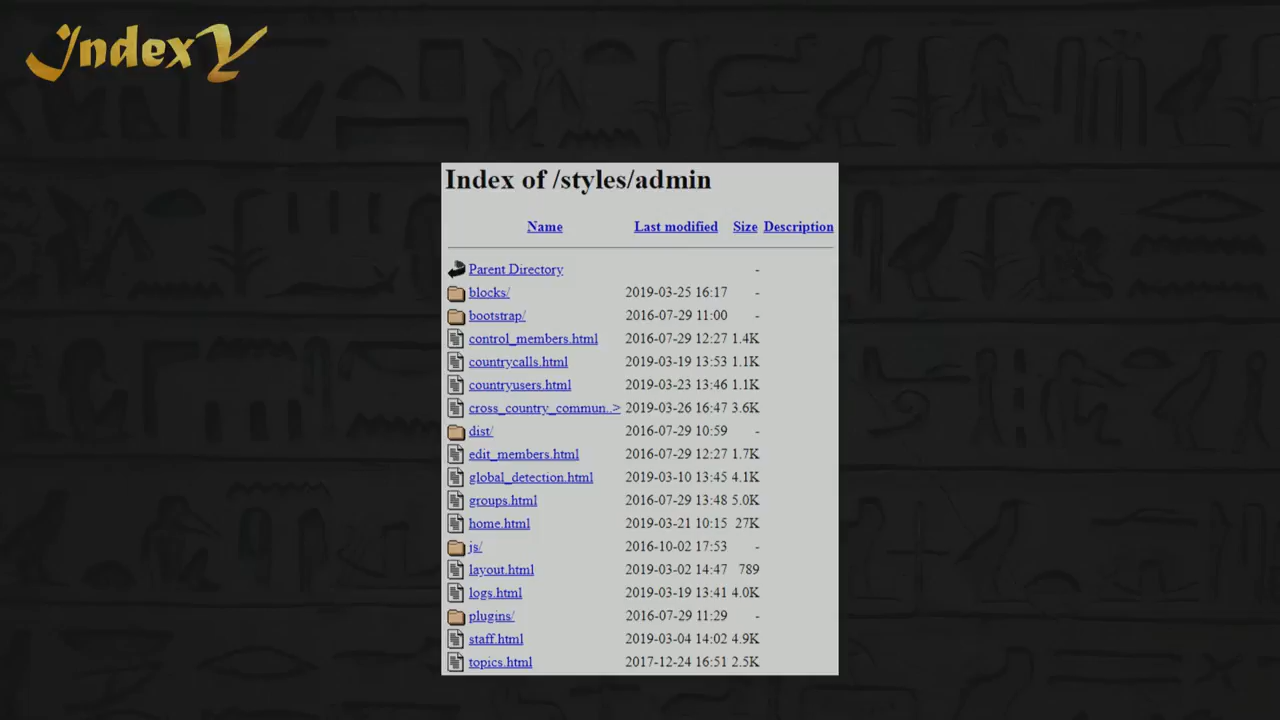 Index Y
Index of /styles/admin
Name Last modified Size Description
Parent Directory -
blocks/ 2019-03-25 16:17 -
bootstrap/ 2016-07-29 11:00 -
control_members.html 2016-07-29 12:27 1.4K
countrycalls.html 2019-03-19 13:53 1.1K
countryusers.html 2019-03-23 13:46 1.1K
cross_country_commun..> 2019-03-26 16:47 3.6K
dist/ 2016-07-29 10:59 -
edit_members.html 2016-07-29 12:27 1.7K
global_detection.html 2019-03-10 13:45 4.1K
groups.html 2016-07-29 13:48 5.0K
home.html 2019-03-21 10:15 27K
js/ 2016-10-02 17:53 -
layout.html 2019-03-02 14:47 789
logs.html 2019-03-19 13:41 4.0K
plugins/ 2016-07-29 11:29 -
staff.html 2019-03-04 14:02 4.9K
topics.html 2017-12-24 16:51 2.5K